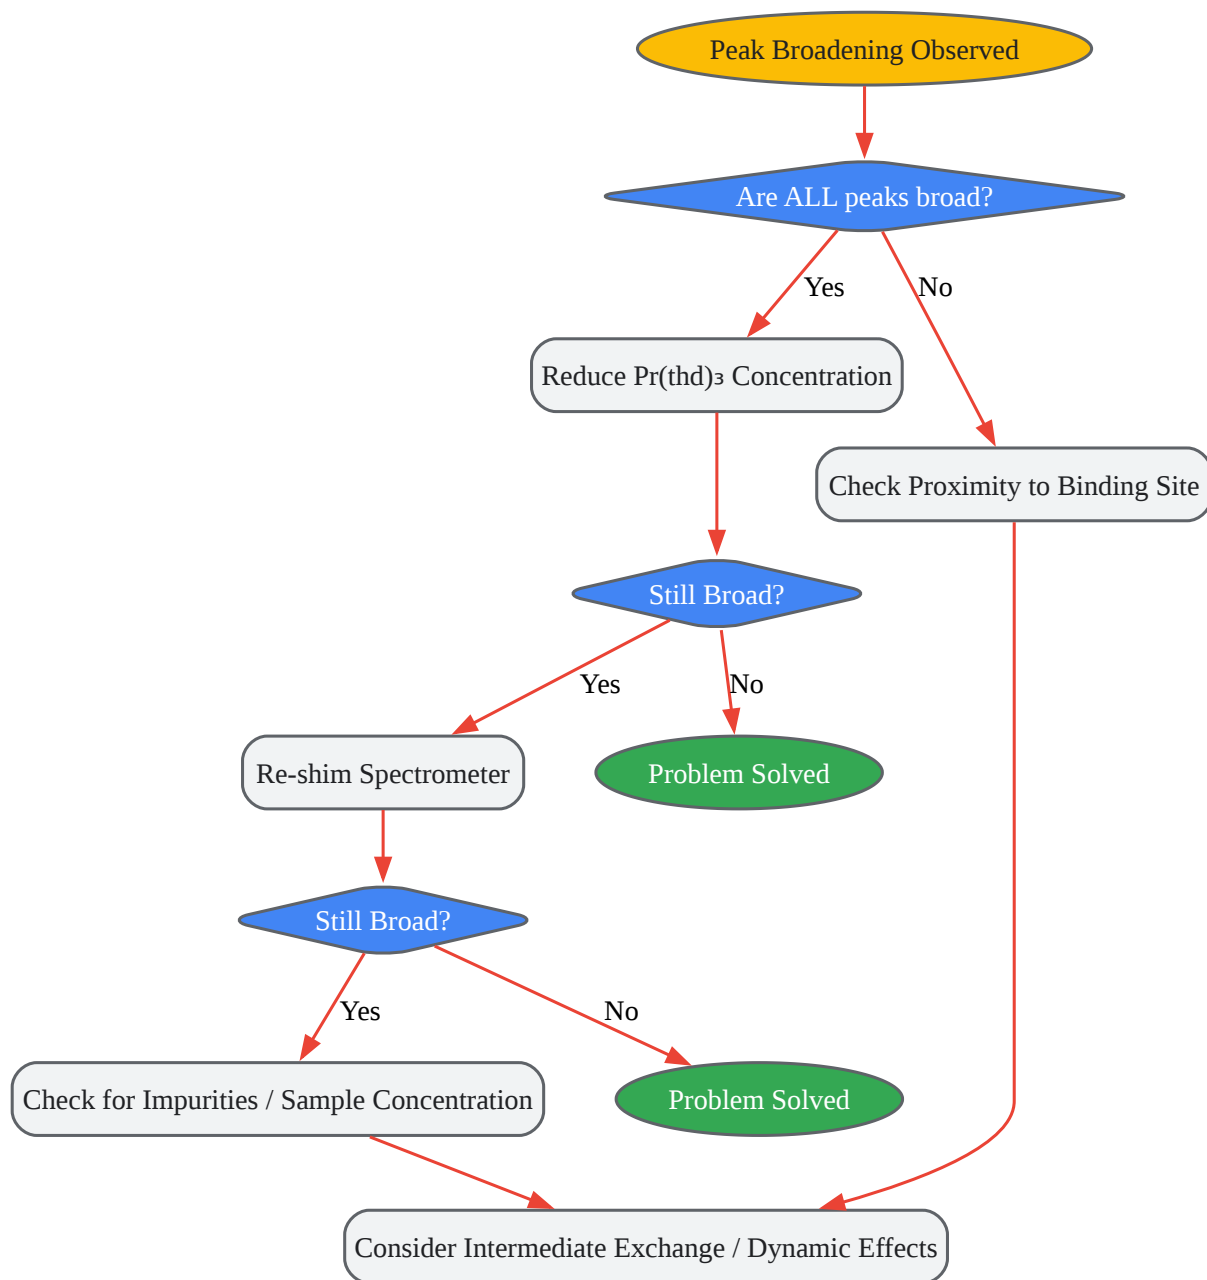 Peak Broadening Observed
Are ALL peaks broad?
Yes
No
Reduce Pr(thd)₃ Concentration
Check Proximity to Binding Site
Still Broad?
Yes
No
Re-shim Spectrometer
Problem Solved
Still Broad?
Yes
No
Check for Impurities / Sample Concentration
Problem Solved
Consider Intermediate Exchange / Dynamic Effects